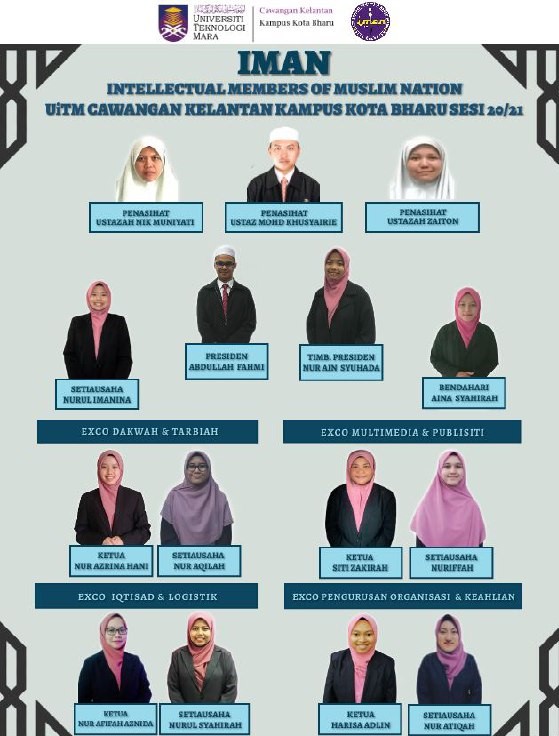 UNIVERSITI
TEKNOLOGI
MARA
Cawangan Kelantan
Kampus Kota Bharu
IMAN
INTELLECTUAL MEMBERS OF MUSLIM NATION
UiTM CAWANGAN KELANTAN KAMPUS KOTA BHARU SESI 20/21
PENASIHAT
USTAZAH NIK MUNIYATI
PENASIHAT
USTAZ MOHD KHUSYAIRIE
PENASIHAT
USTAZAH ZAITON
PRESIDEN
ABDULLAH FAHMI
TIMB. PRESIDEN
NUR AIN SYUHADA
SETIAUSAHA
NURUL IMANINA
BENDAHARI
AINA SYAHIRAH
EXCO DAKWAH & TARBIAH
EXCO MULTIMEDIA & PUBLISITI
KETUA
NUR AZRINA HANI
SETIAUSAHA
NUR AQILAH
KETUA
SITI ZAKIRAH
SETIAUSAHA
NURIFFAH
EXCO IQTISAD & LOGISTIK
EXCO PENGURUSAN ORGANISASI & KEAHLIAN
KETUA
NUR AFIFAH ASNIDA
SETIAUSAHA
NURUL SYAHIRAH
KETUA
HARISA ADLIN
SETIAUSAHA
NUR ATIQAH